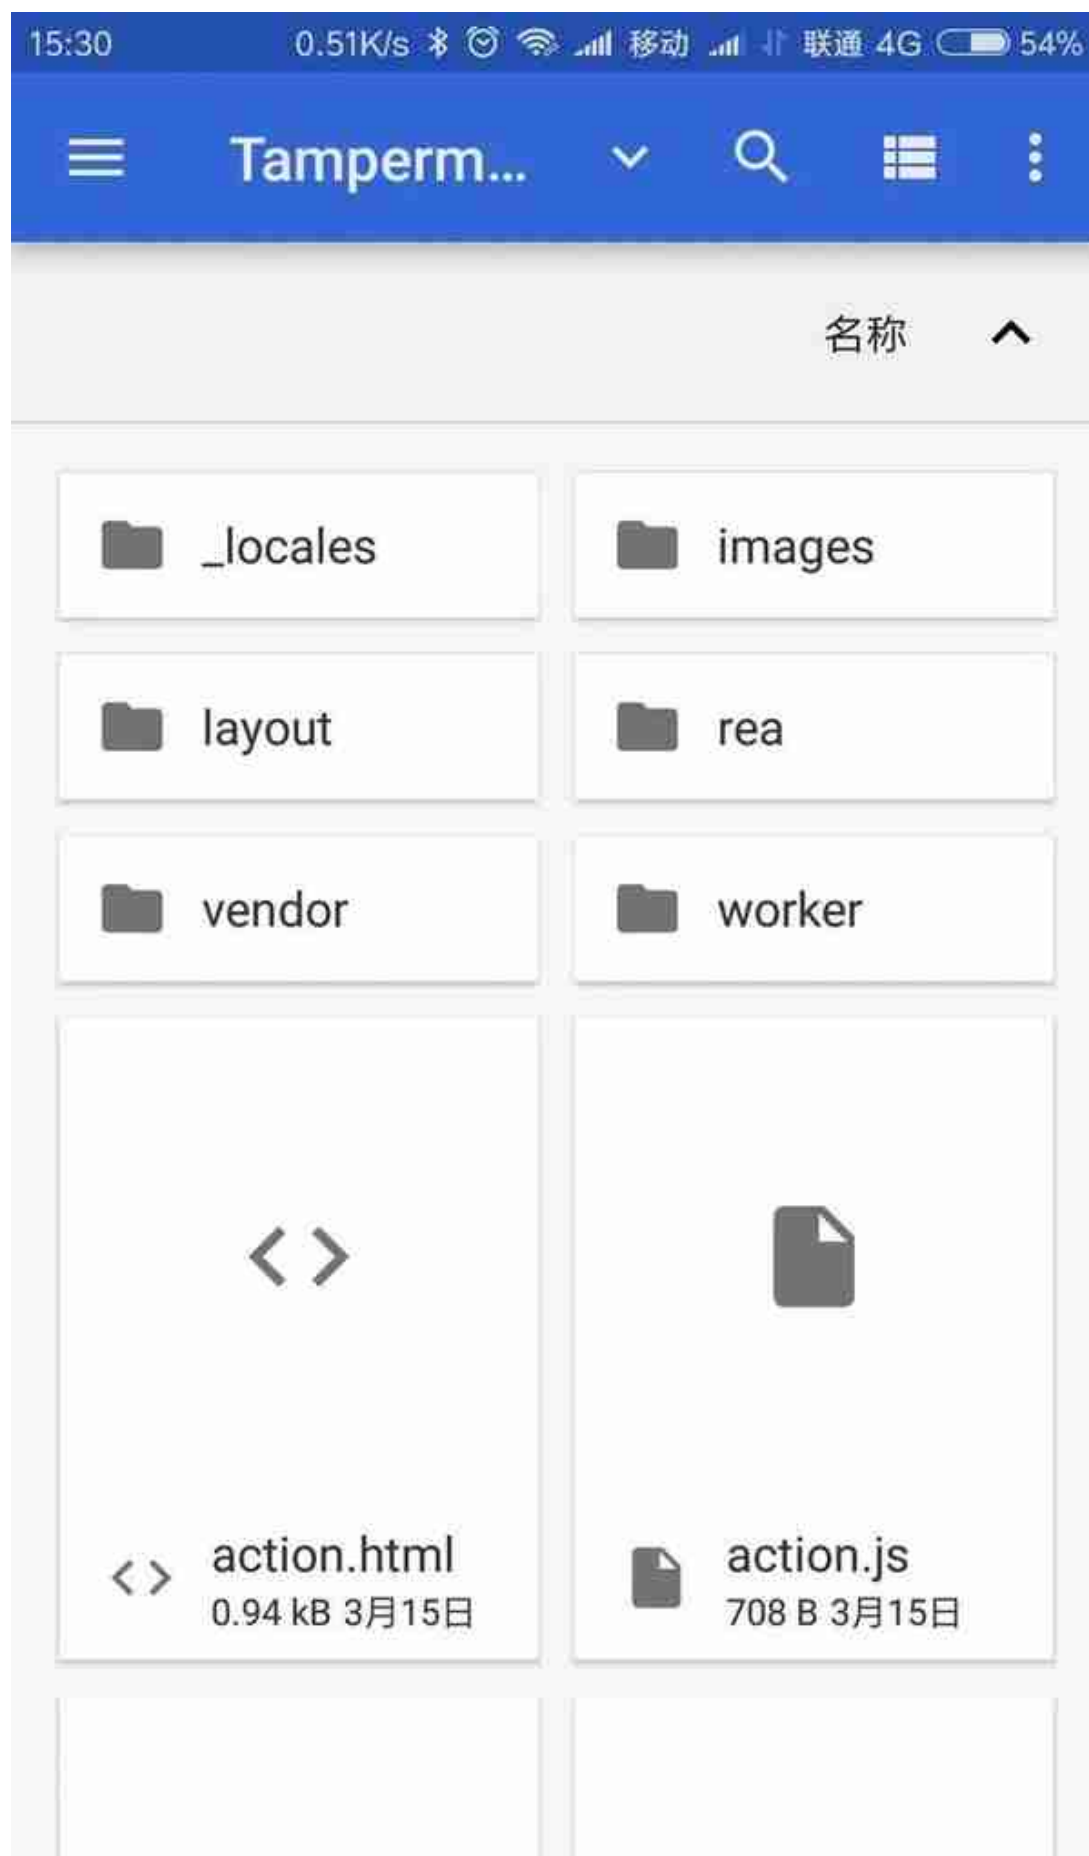 15:30 0.51K/s 移动 联通 4G 54%
Tamperm...
名称
_locales images
layout rea
vendor worker
action.html action.js
0.94 kB 3月15日 708 B 3月15日